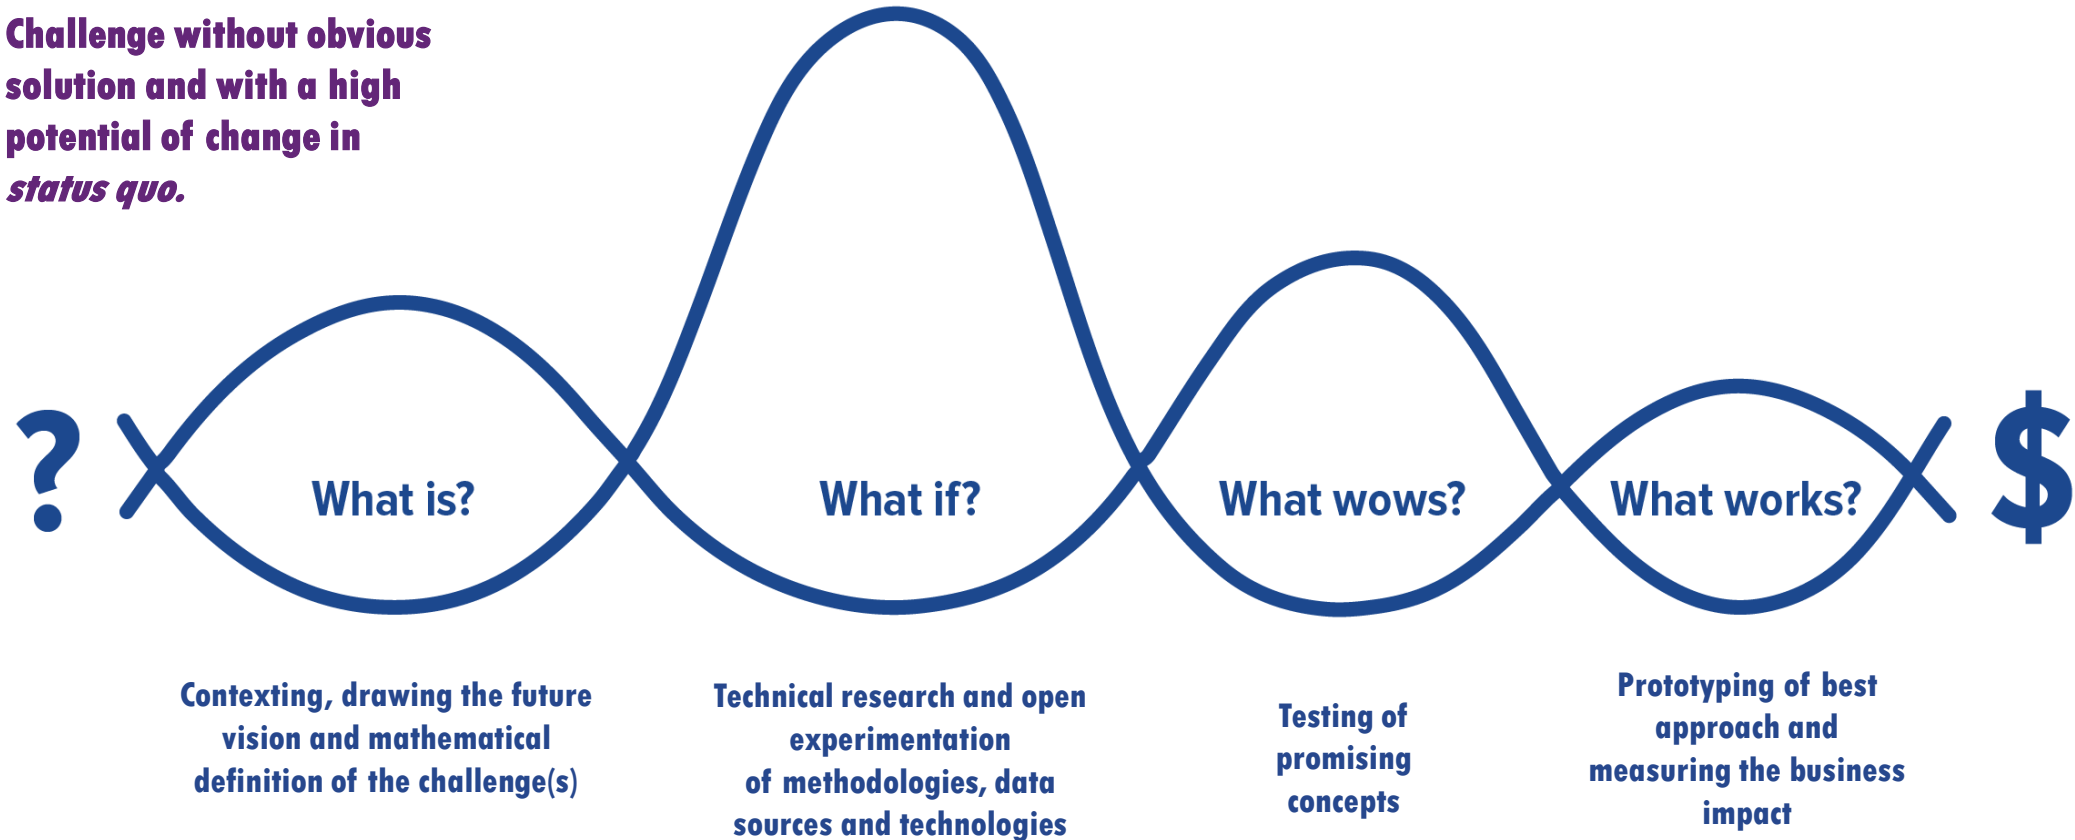 Challenge without obvious
solution and with a high
potential of change in
status quo.
?
What is?
What if?
What wows?
What works?
$
Contexting, drawing the future
vision and mathematical
definition of the challenge(s)
Technical research and open
experimentation
of methodologies, data
sources and technologies
Testing of
promising
concepts
Prototyping of best
approach and
measuring the business
impact